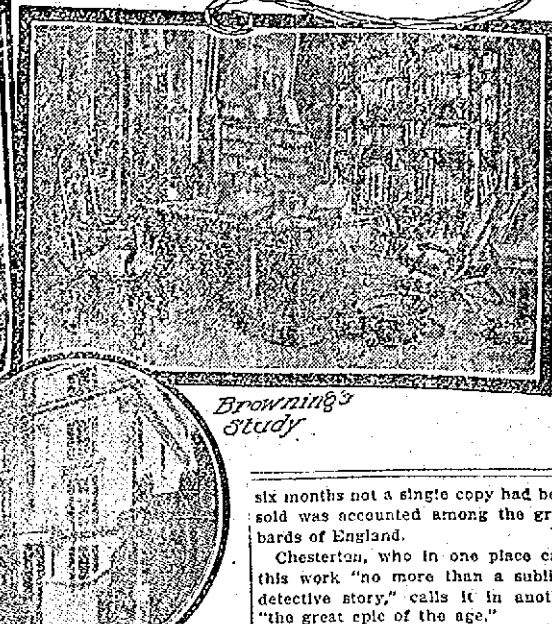 Browning's
Study
six months not a single copy had be
sold was accounted among the gr
bards of England.
Chesterton, who in one place c
this work "no more than a subli
detective story," calls it in anoth
"the great epic of the age."